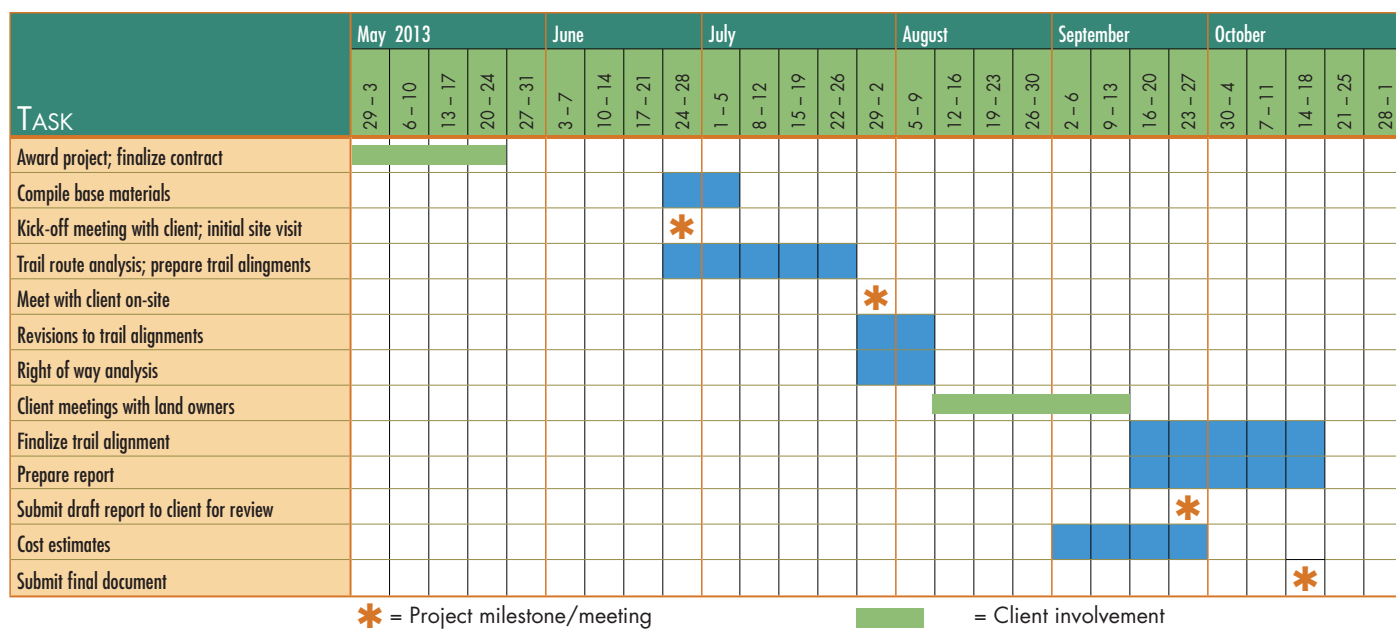 May 2013 June July August September October
TASK 29 – 3 6 – 10 13 – 17 20 – 24 27 – 31 3 – 7 10 – 14 17 – 21 24 – 28 1 – 5 8 – 12 15 – 19 22 – 26 29 – 2 5 – 9 12 – 16 19 – 23 26 – 30 2 – 6 9 – 13 16 – 20 23 – 27 30 – 4 7 – 11 14 – 18 21 – 25 28 – 1
Award project; finalize contract
Compile base materials
Kick-off meeting with client; initial site visit
Trail route analysis; prepare trail alingments
Meet with client on-site
Revisions to trail alignments
Right of way analysis
Client meetings with land owners
Finalize trail alignment
Prepare report
Submit draft report to client for review
Cost estimates
Submit final document
= Project milestone/meeting = Client involvement